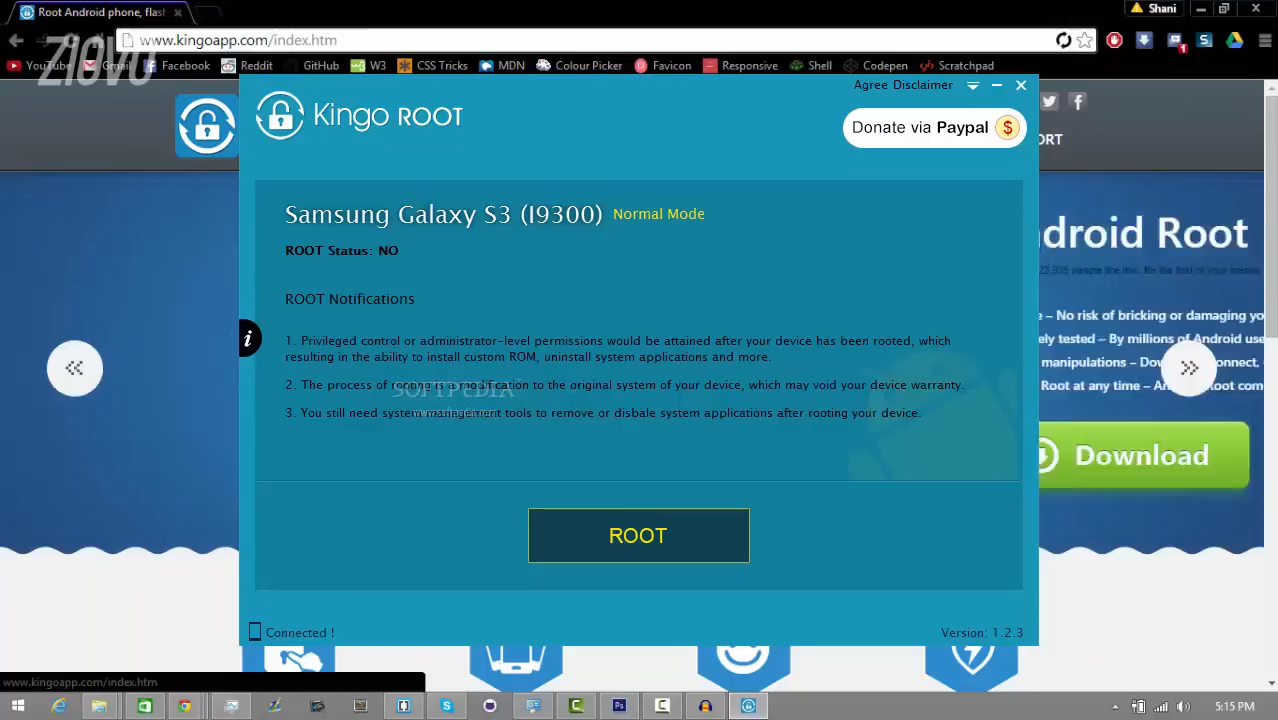 Root Android phone, flas
Shani
www.kingoapp.com/index.htm
YouTube
Gmail
Facebook
Reddit
GitHub
W3
CSS Tricks
MDN
Colour Picker
Favicon
Responsive
Shell
Codepen
Scratchpad
Agree Disclaimer
Kingo ROOT
Donate via Paypal $
ORT
Samsung Galaxy S3 (I9300) Normal Mode
ROOT Status: NO
ROOT Notifications
1. Privileged control or administrator-level permissions would be attained after your device has been rooted, which
resulting in the ability to install custom ROM, uninstall system applications and more.
2. The process of rooting is a modification to the original system of your device, which may void your device warranty.
3. You still need system management tools to remove or disbale system applications after rooting your device.
SOFTPEDIA
ndroid Root
– No risk of bricking or damaging yo
ely tested – By millions of Android use
manipulations – Dow
onnect,
Root at any time – An
Root com
Download
ROOT
Connected !
Version: 1.2.3
www.kingoapp.com/index.htm
5:15 PM